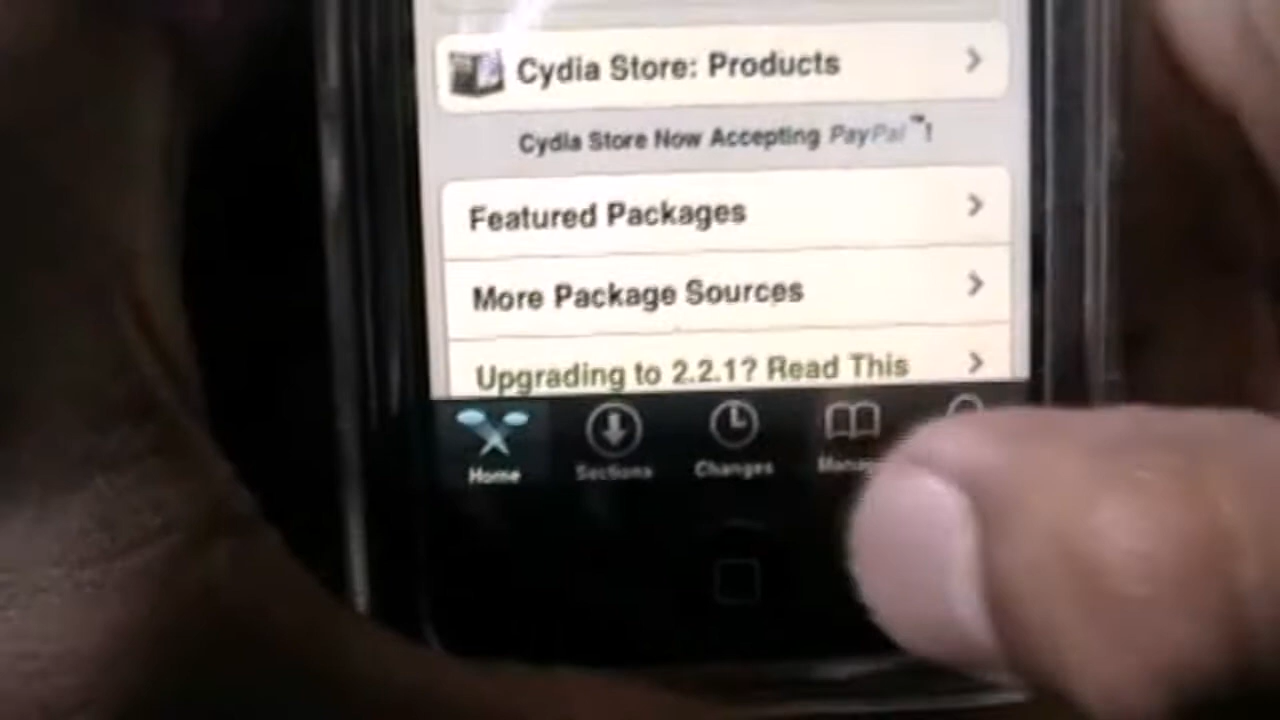 Cydia Store: Products
Cydia Store Now Accepting PayPal™!
Featured Packages
More Package Sources
Upgrading to 2.2.1? Read This
Home
Sections
Changes